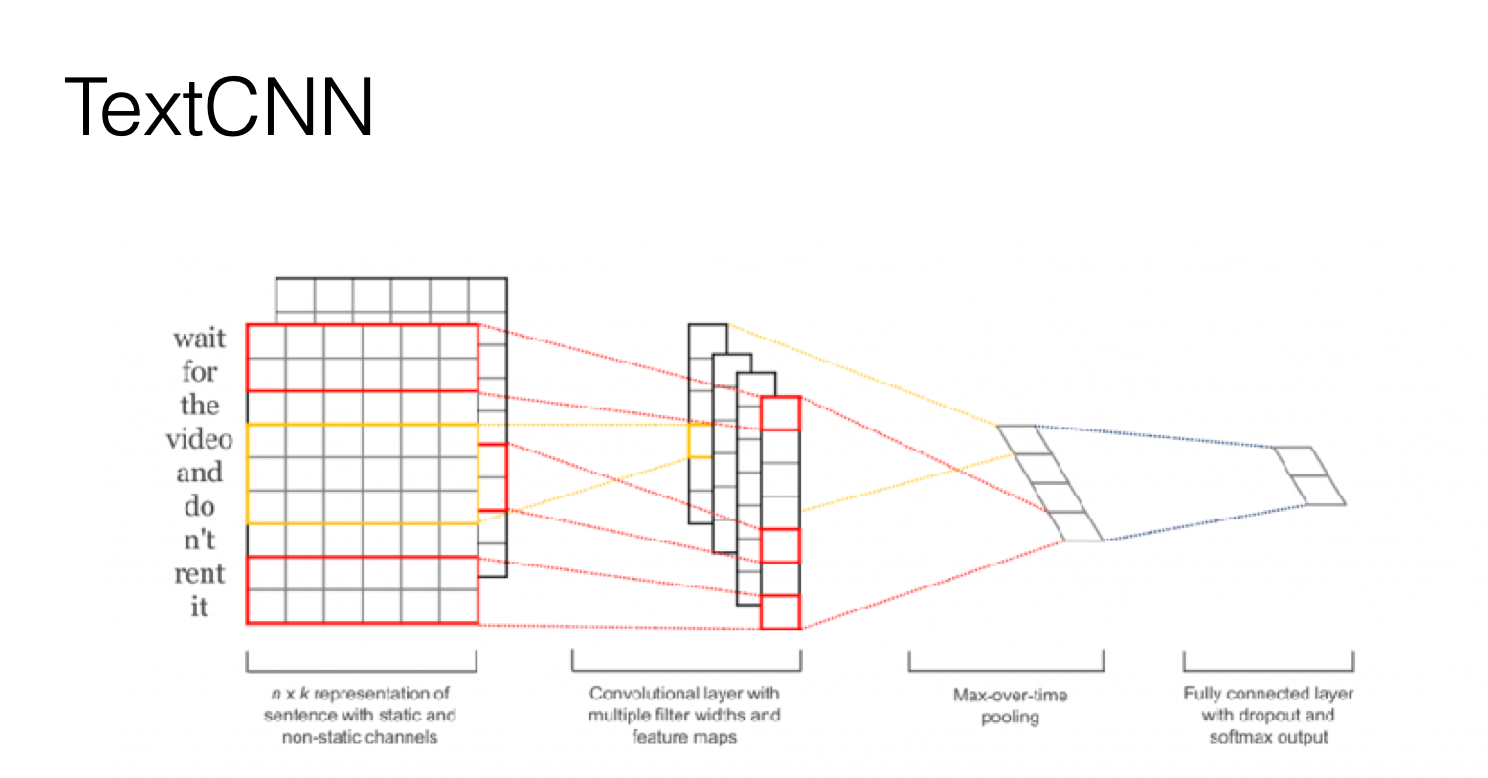 TextCNN
wait
for
the
video
and
do
n't
rent
it
n x k representation of
sentence with static and
non-static channels
Convolutional layer with
multiple filter widths and
feature maps
Max-over-time
pooling
Fully connected layer
with dropout and
softmax output